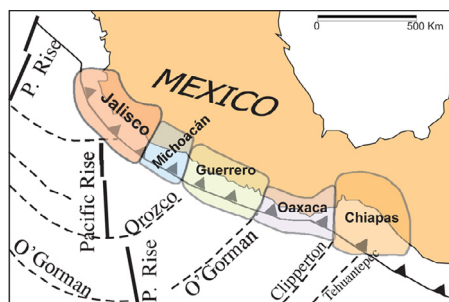 0
500 Km
P. Rise
MEXICO
Jalisco
Michoacán
Guerrero
Oaxaca
Chiapas
Pacific Rise
Orozco
O'Gorman
P. Rise
O'Gorman
Clipperton
Tehuantepec